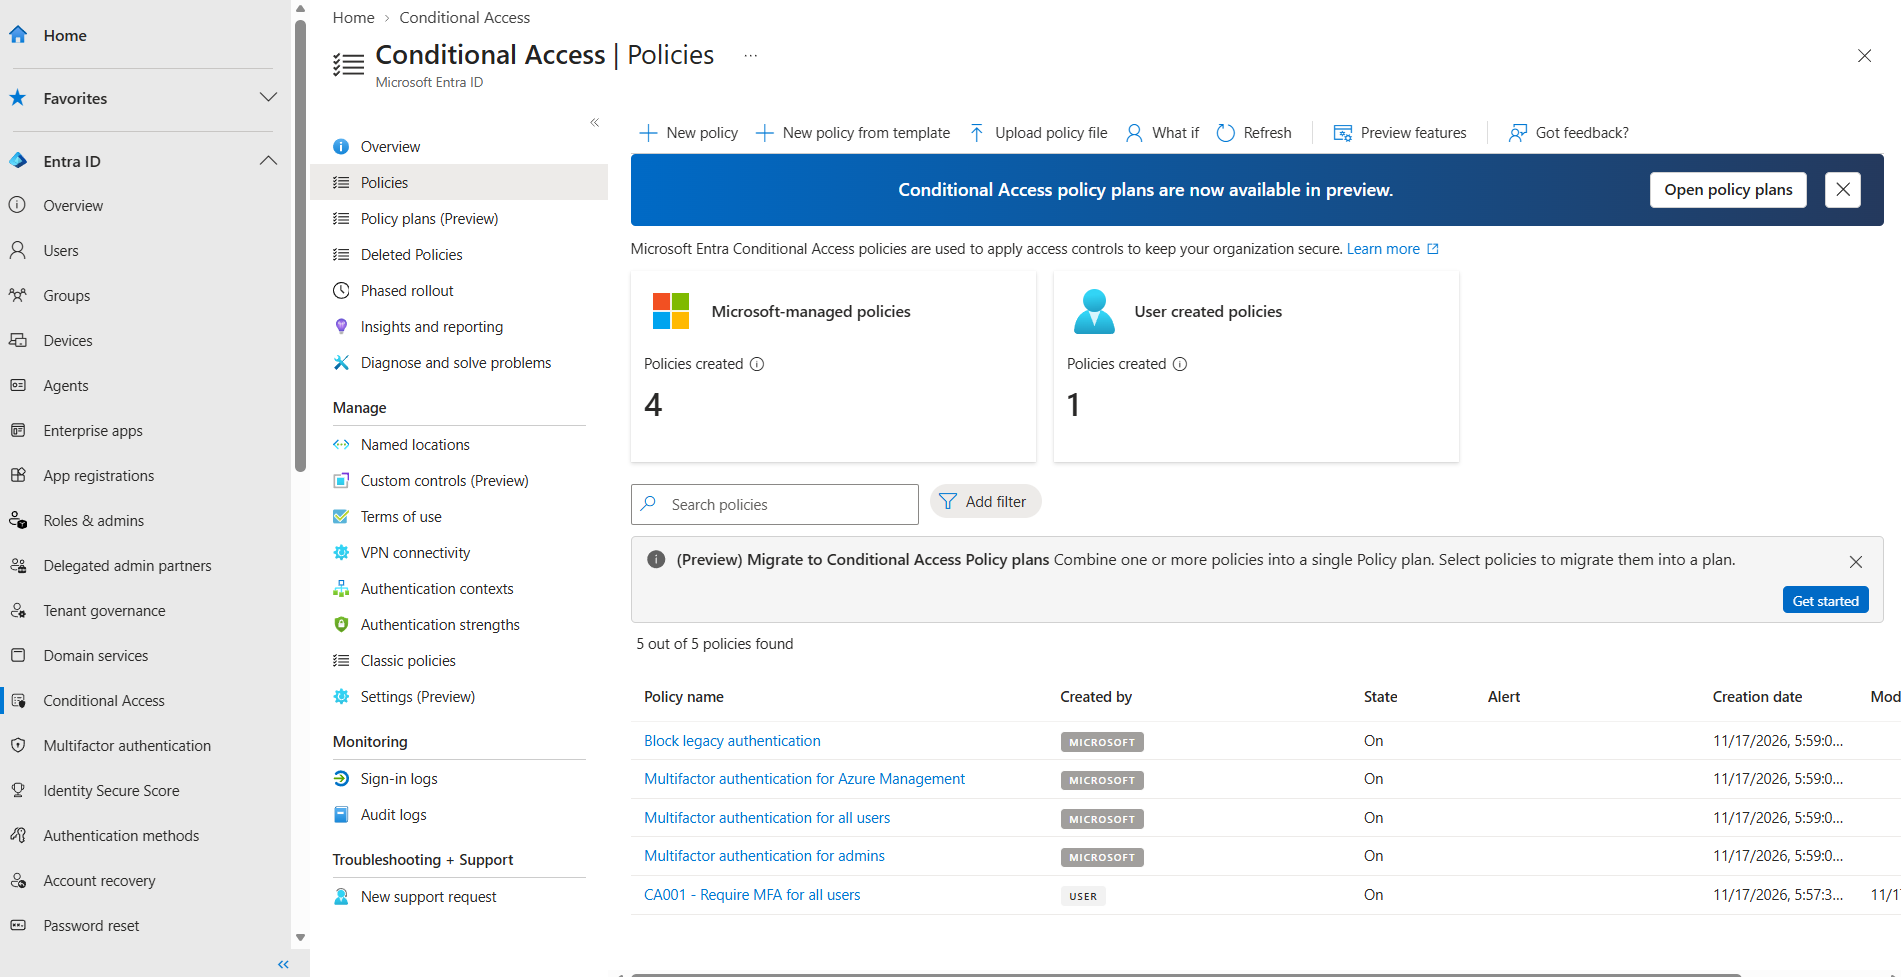 Home
Favorites
Entra ID
Overview
Users
Groups
Devices
Agents
Enterprise apps
App registrations
Roles & admins
Delegated admin partners
Tenant governance
Domain services
Conditional Access
Multifactor authentication
Identity Secure Score
Authentication methods
Account recovery
Password reset
Home › Conditional Access
Conditional Access | Policies ...
Microsoft Entra ID
Overview
Policies
Policy plans (Preview)
Deleted Policies
Phased rollout
Insights and reporting
Diagnose and solve problems
Manage
Named locations
Custom controls (Preview)
Terms of use
VPN connectivity
Authentication contexts
Authentication strengths
Classic policies
Settings (Preview)
Monitoring
Sign-in logs
Audit logs
Troubleshooting + Support
New support request
New policy New policy from template Upload policy file What if Refresh Preview features Got feedback?
Conditional Access policy plans are now available in preview. Open policy plans
Microsoft Entra Conditional Access policies are used to apply access controls to keep your organization secure. Learn more
Microsoft-managed policies
Policies created
4
User created policies
Policies created
1
Search policies Add filter
(Preview) Migrate to Conditional Access Policy plans Combine one or more policies into a single Policy plan. Select policies to migrate them into a plan.
Get started
5 out of 5 policies found
Policy name Created by State Alert Creation date Mod
Block legacy authentication MICROSOFT On 11/17/2026, 5:59:0...
Multifactor authentication for Azure Management MICROSOFT On 11/17/2026, 5:59:0...
Multifactor authentication for all users MICROSOFT On 11/17/2026, 5:59:0...
Multifactor authentication for admins MICROSOFT On 11/17/2026, 5:59:0...
CA001 - Require MFA for all users USER On 11/17/2026, 5:57:3... 11/1